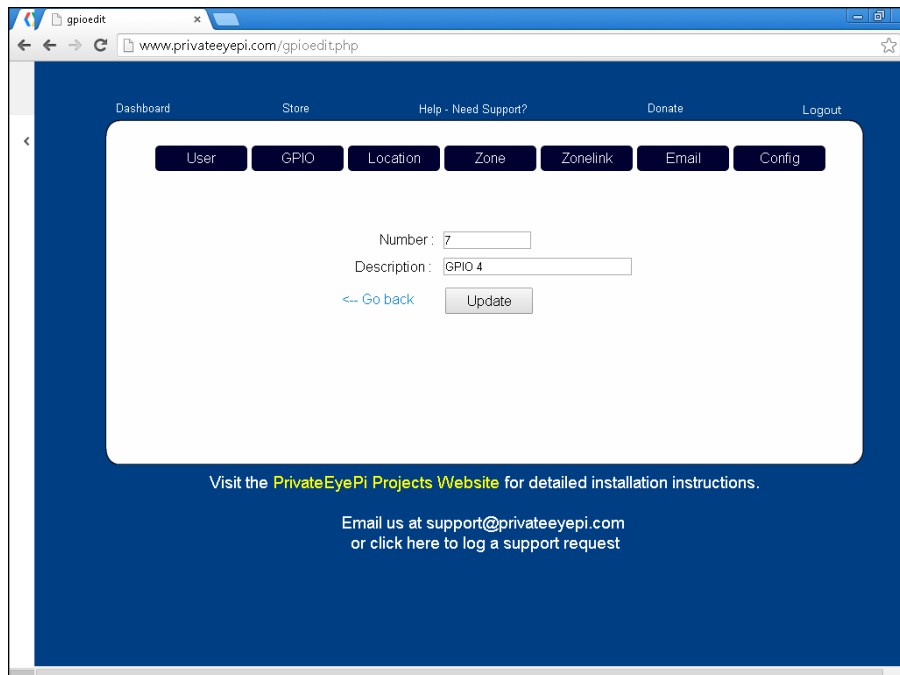 gpioedit
www.privateeyepi.com/gpioedit.php
Dashboard Store Help - Need Support? Donate Logout
User GPIO Location Zone Zonelink Email Config
Number : 7
Description : GPIO 4
<-- Go back Update
Visit the PrivateEyePi Projects Website for detailed installation instructions.
Email us at support@privateeyepi.com
or click here to log a support request